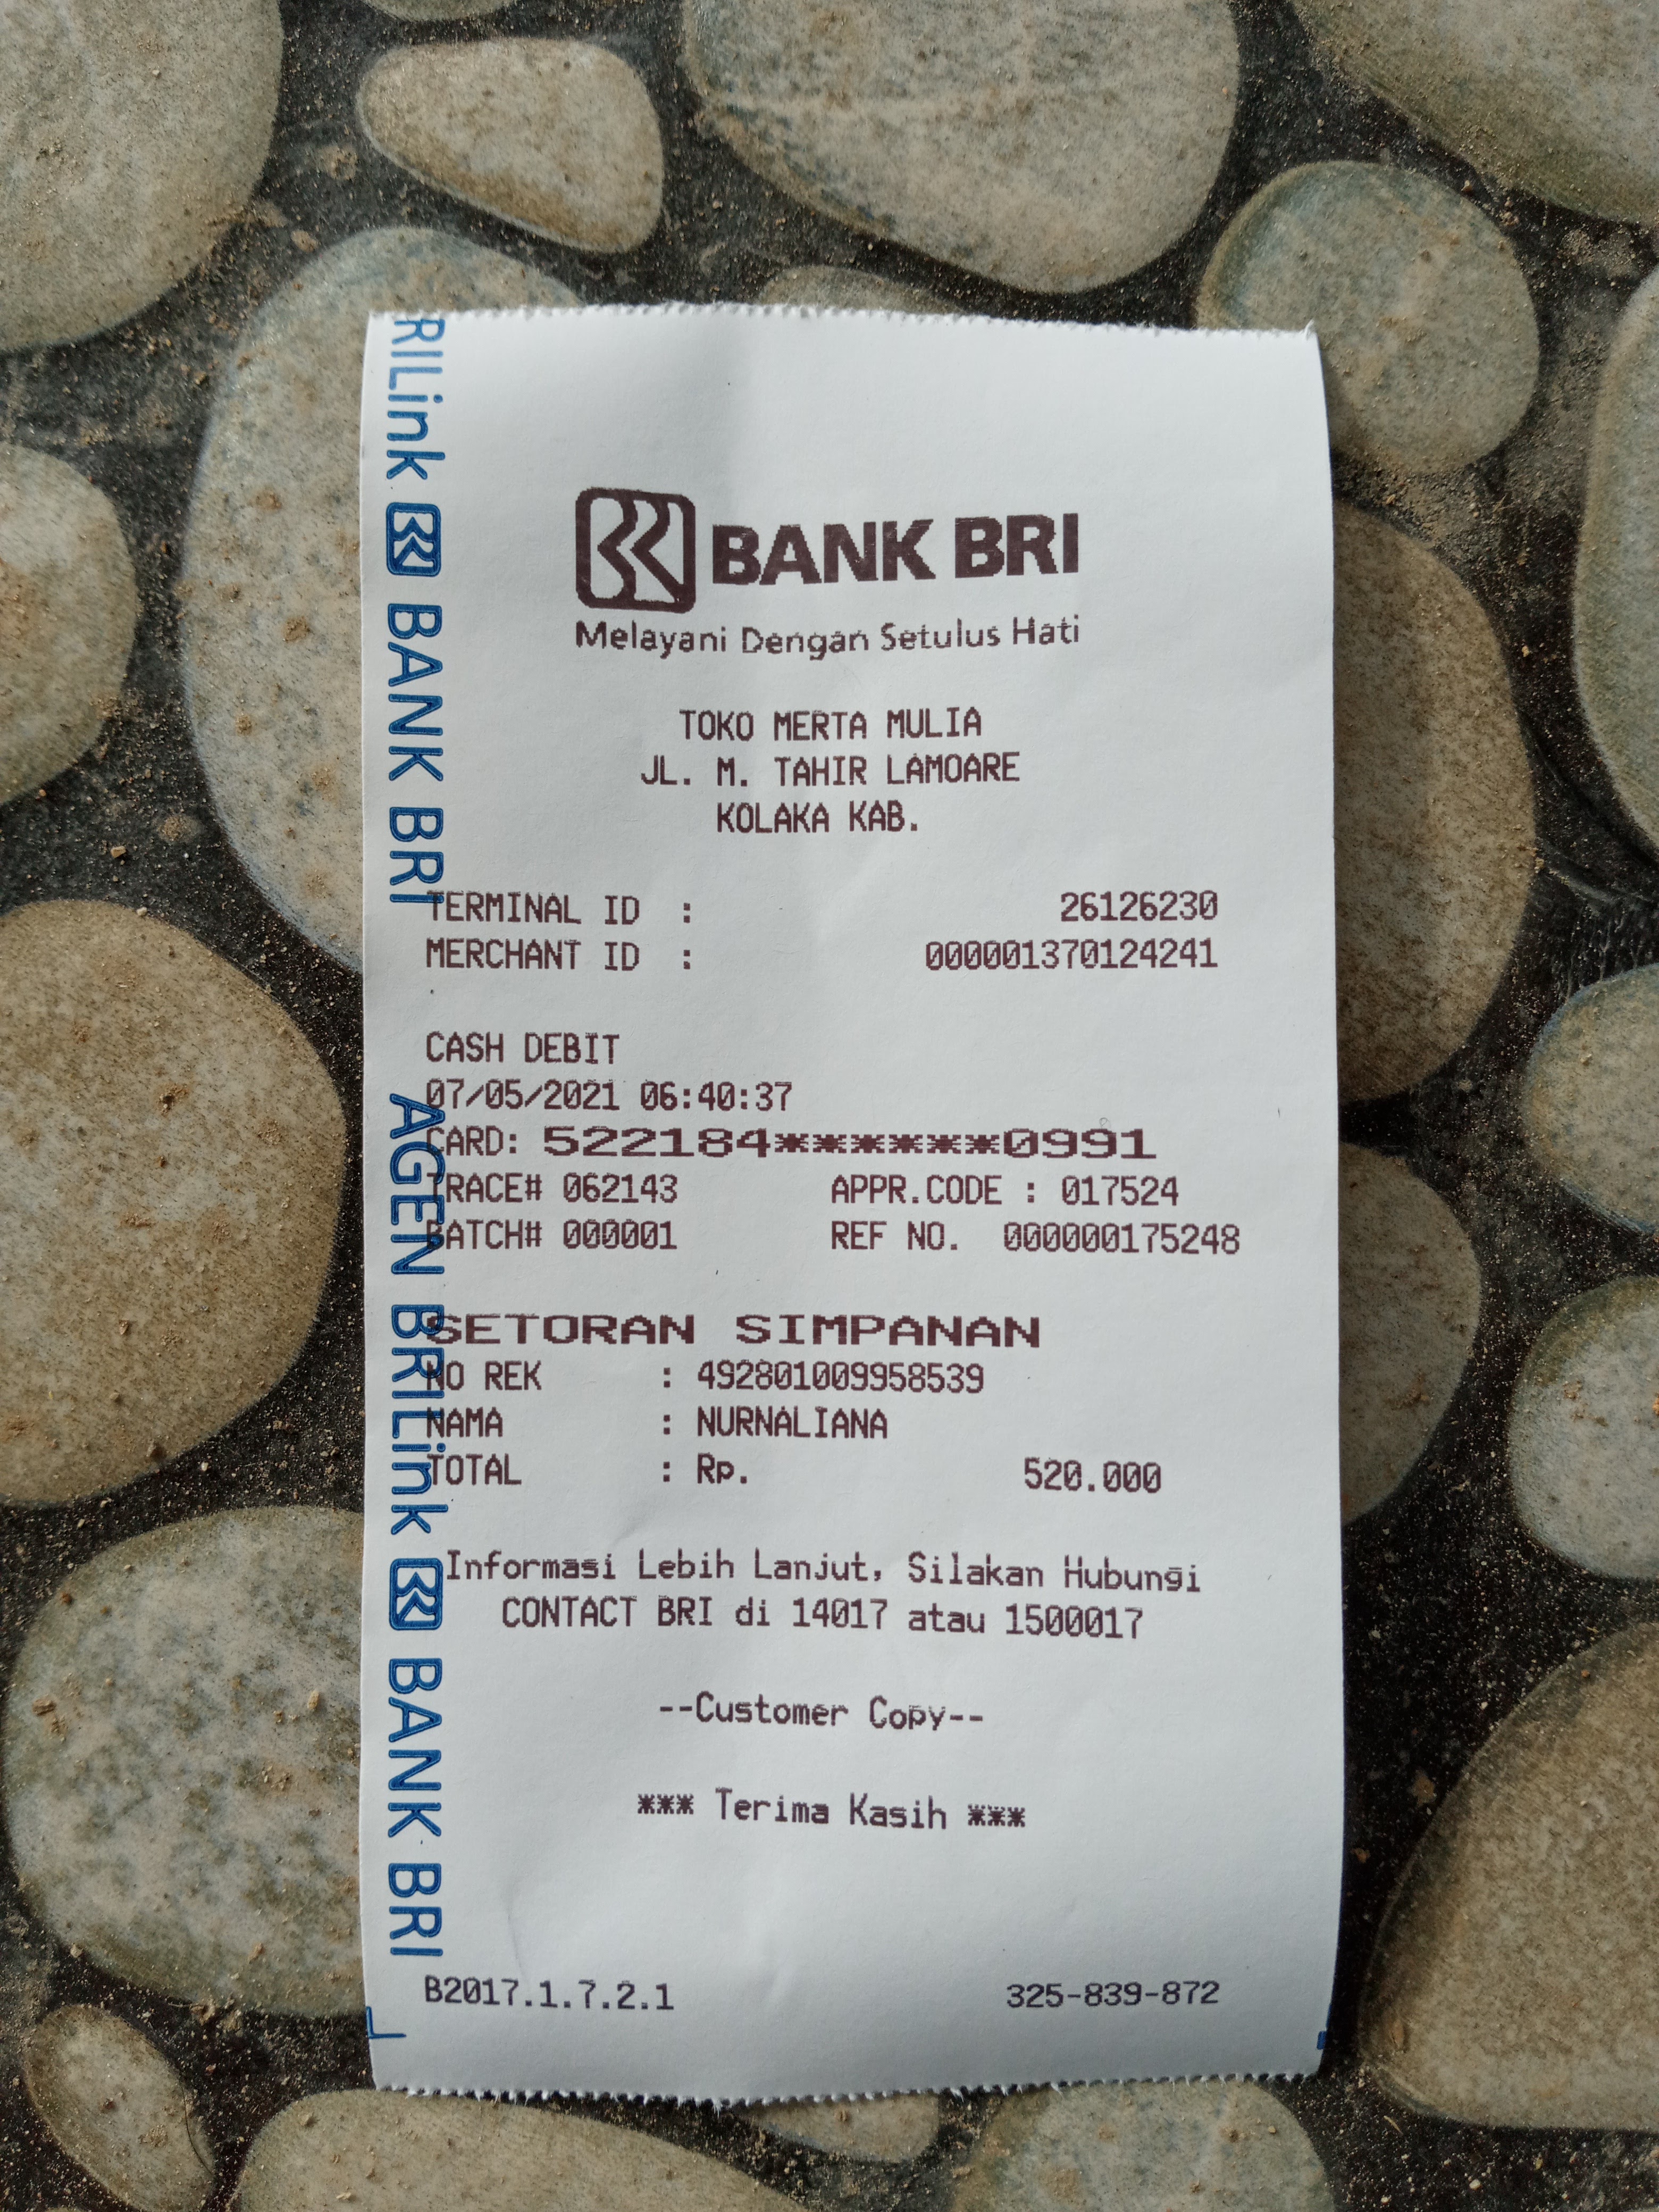 RILink BANK BRI
AGEN BRILink BANK BRI
BANK BRI
Melayani Dengan Setulus Hati
TOKO MERTA MULIA
JL. M. TAHIR LAMOARE
KOLAKA KAB.
TERMINAL ID : 26126230
MERCHANT ID : 000001370124241
CASH DEBIT
07/05/2021 06:40:37
CARD: 522184******0991
TRACE# 062143 APPR.CODE : 017524
BATCH# 000001 REF NO. 000000175248
SETORAN SIMPANAN
NO REK : 492801009958539
NAMA : NURNALIANA
TOTAL : Rp. 520.000
Informasi Lebih Lanjut, Silakan Hubungi
CONTACT BRI di 14017 atau 1500017
--Customer Copy--
*** Terima Kasih ***
B2017.1.7.2.1 325-839-872